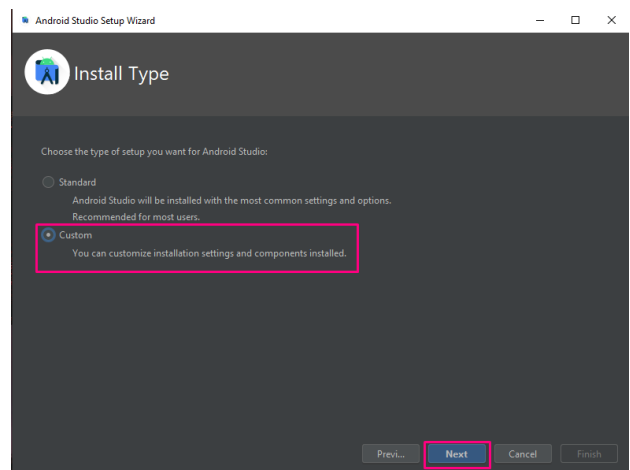 Android Studio Setup Wizard
Install Type
Choose the type of setup you want for Android Studio:
Standard
Android Studio will be installed with the most common settings and options.
Recommended for most users.
Custom
You can customize installation settings and components installed.
Previ... Next Cancel Finish